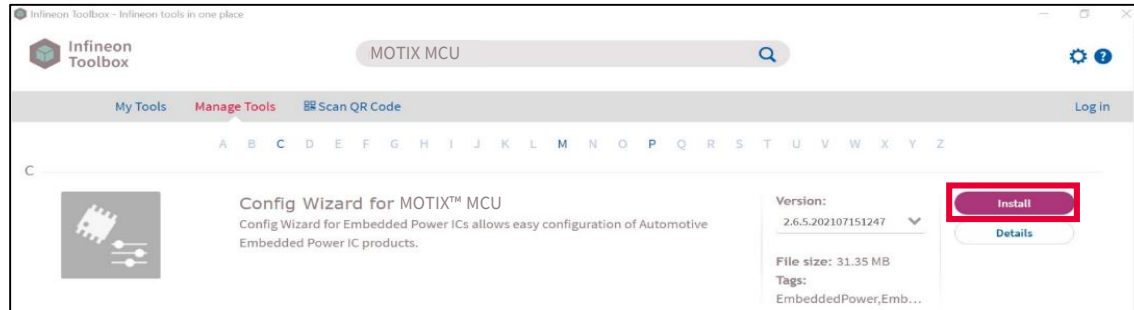 Infineon Toolbox - Infineon tools in one place
Infineon
Toolbox
MOTIX MCU
My Tools Manage Tools Scan QR Code Log in
A B C D E F G H I J K L M N O P Q R S T U V W X Y Z
C
Config Wizard for MOTIX™ MCU
Config Wizard for Embedded Power ICs allows easy configuration of Automotive
Embedded Power IC products.
Version:
2.6.5.202107151247
File size: 31.35 MB
Tags:
EmbeddedPower,Emb...
Install
Details